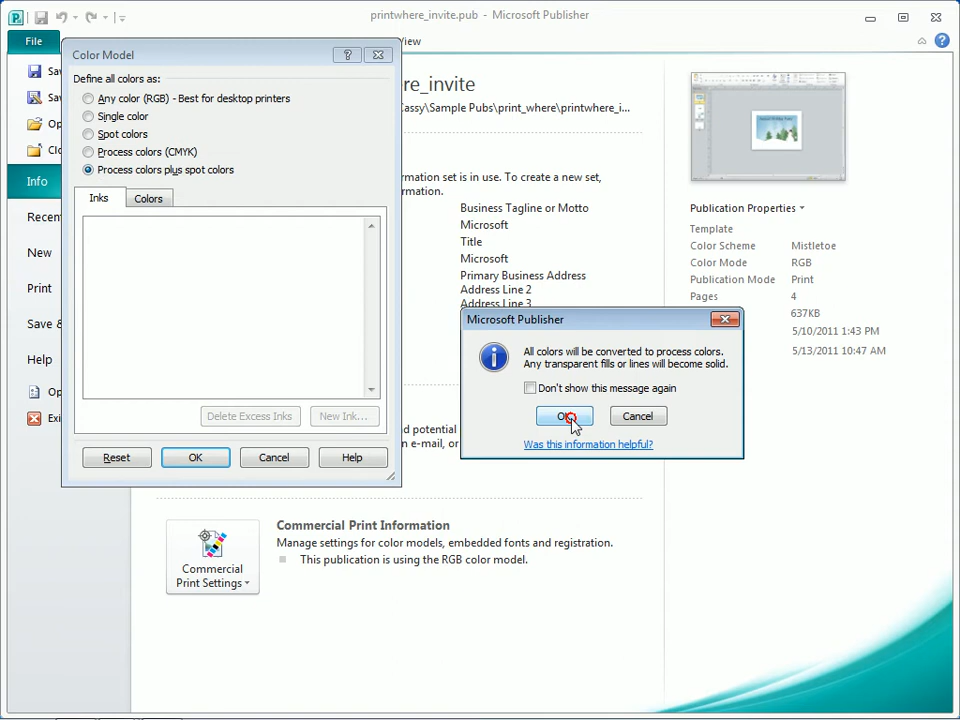 printwhere_invite.pub - Microsoft Publisher
File
View
Color Model
Define all colors as:
Any color (RGB) - Best for desktop printers
Single color
Spot colors
Process colors (CMYK)
Process colors plus spot colors
Inks
Colors
Delete Excess Inks
New Ink...
Reset
OK
Cancel
Help
Info
New
Print
Save &
Help
re_invite
Cassy\Sample Pubs\print_where\printwhere_i...
mation set is in use. To create a new set,
rmation.
Business Tagline or Motto
Microsoft
Title
Microsoft
Primary Business Address
Address Line 2
Address Line 3
Microsoft Publisher
All colors will be converted to process colors.
Any transparent fills or lines will become solid.
Don't show this message again
OK
Cancel
Was this information helpful?
nd potential
n e-mail, or
Commercial Print Settings
Commercial Print Information
Manage settings for color models, embedded fonts and registration.
This publication is using the RGB color model.
Publication Properties
Template
Color Scheme Mistletoe
Color Mode RGB
Publication Mode Print
Pages 4
637KB
5/10/2011 1:43 PM
5/13/2011 10:47 AM